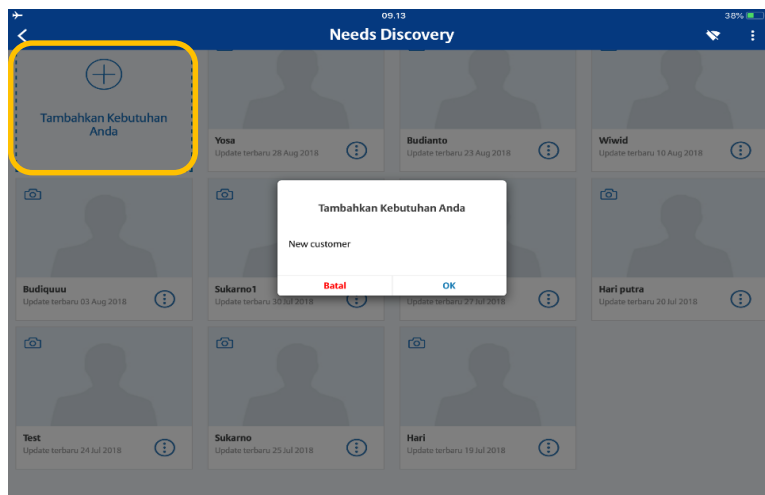 09.13
38%
Needs Discovery
Tambahkan Kebutuhan
Anda
Yosa
Update terbaru 28 Aug 2018
Budianto
Update terbaru 23 Aug 2018
Wiwid
Update terbaru 10 Aug 2018
Tambahkan Kebutuhan Anda
New customer
Batal
OK
Budiquuu
Update terbaru 03 Aug 2018
Sukarno1
Update terbaru 30 Jul 2018
Update terbaru 27 Jul 2018
Hari putra
Update terbaru 20 Jul 2018
Test
Update terbaru 24 Jul 2018
Sukarno
Update terbaru 25 Jul 2018
Hari
Update terbaru 19 Jul 2018